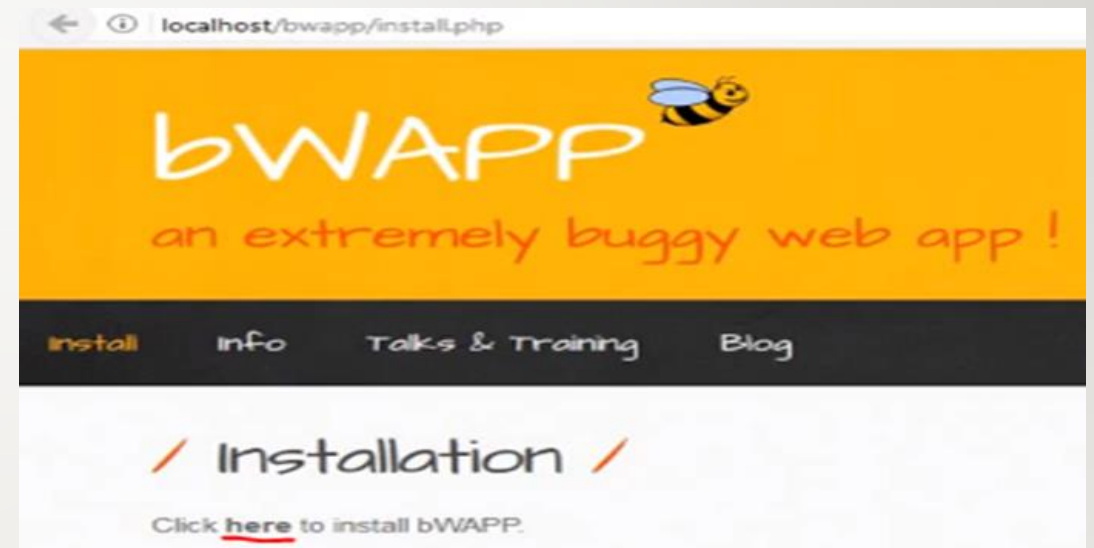 localhost/bwapp/install.php
bWAPP
an extremely buggy web app !
Install Info Talks & Training Blog
/ Installation /
Click here to install bWAPP.